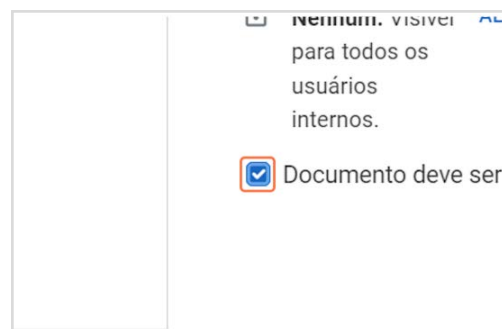 Nenhum. Visível
para todos os
usuários
internos.
Documento deve ser